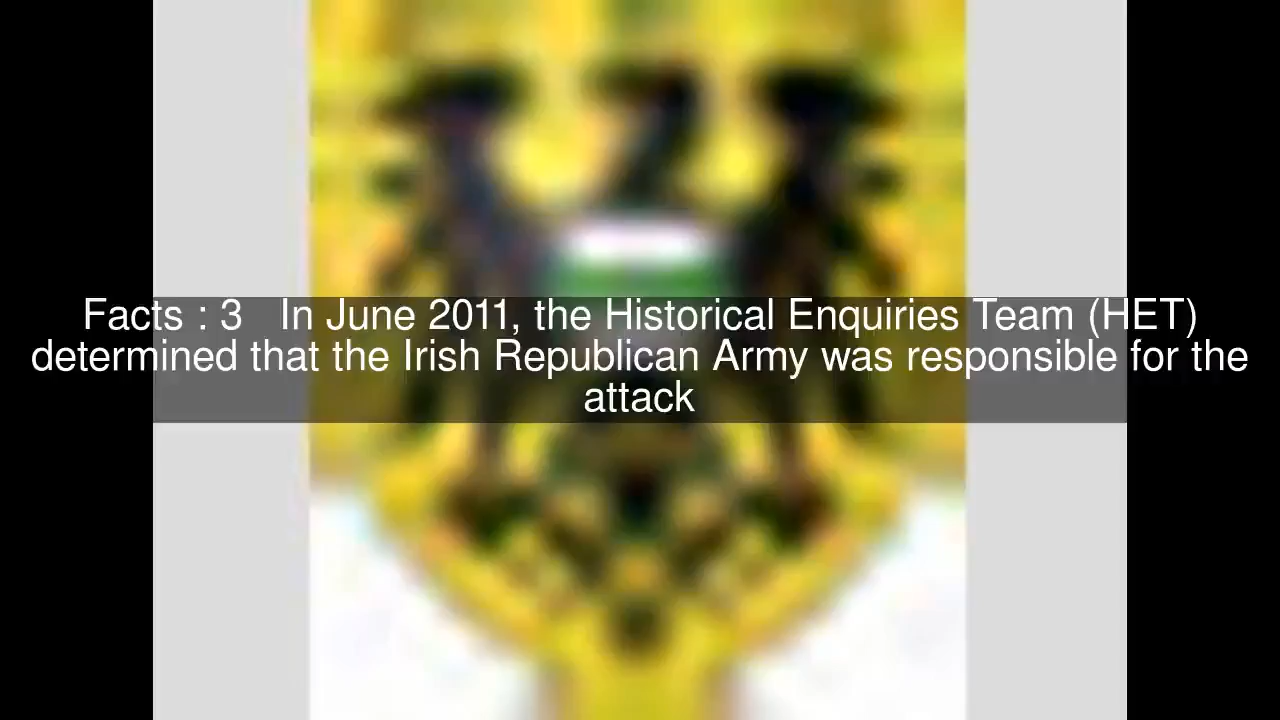 Facts : 3   In June 2011, the Historical Enquiries Team (HET)
determined that the Irish Republican Army was responsible for the
attack